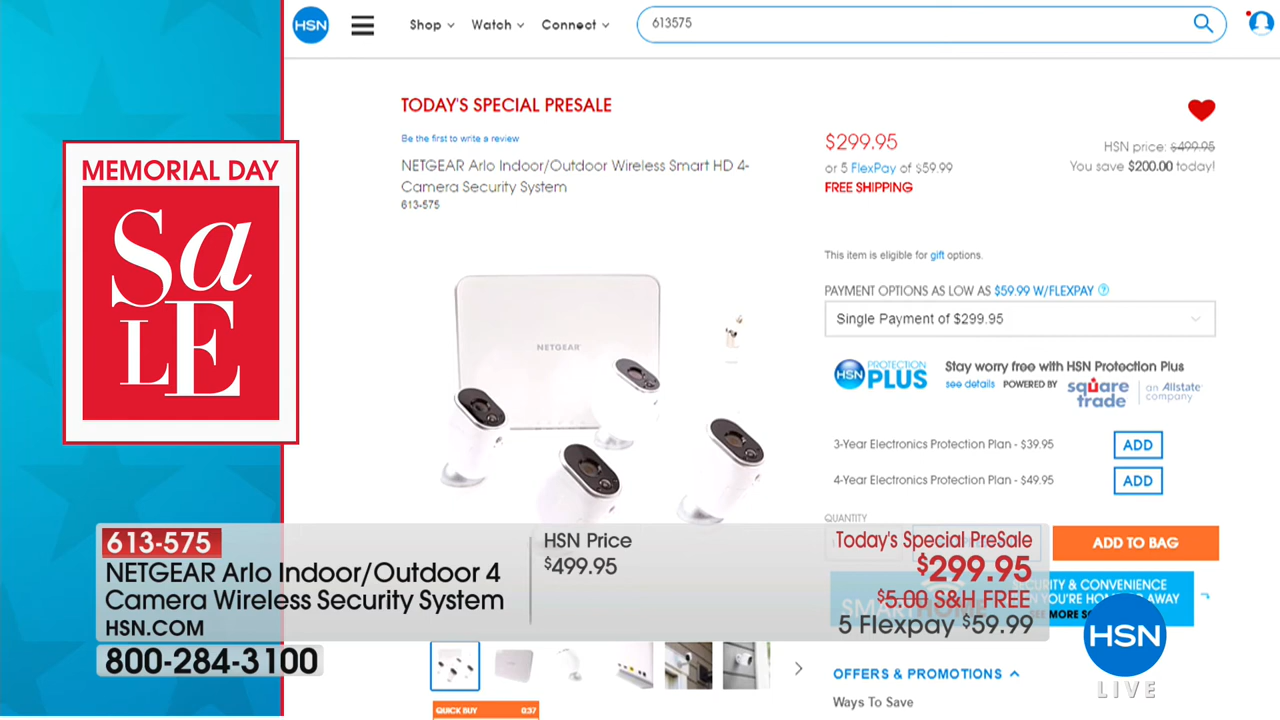 HSN
Shop
Watch
Connect
613575
MEMORIAL DAY
SaLE
TODAY'S SPECIAL PRESALE
Be the first to write a review
NETGEAR Arlo Indoor/Outdoor Wireless Smart HD 4-
Camera Security System
613-575
$299.95
or 5 FlexPay of $59.99
FREE SHIPPING
HSN price: $499.95
You save $200.00 today!
This item is eligible for gift options.
PAYMENT OPTIONS AS LOW AS $59.99 W/FLEXPAY ?
Single Payment of $299.95
NETGEAR
HSN PROTECTION PLUS
Stay worry free with HSN Protection Plus
see details POWERED BY square trade an Allstate company
3-Year Electronics Protection Plan - $39.95
ADD
4-Year Electronics Protection Plan - $49.95
ADD
QUANTITY
ADD TO BAG
613-575
NETGEAR Arlo Indoor/Outdoor 4
Camera Wireless Security System
HSN.COM
800-284-3100
HSN Price
$499.95
Today's Special PreSale
$299.95
$5.00 S&H FREE
5 Flexpay $59.99
& CONVENIENCE
AWAY
HSN
LIVE
OFFERS & PROMOTIONS
Ways To Save
QUICK BUY 0:37